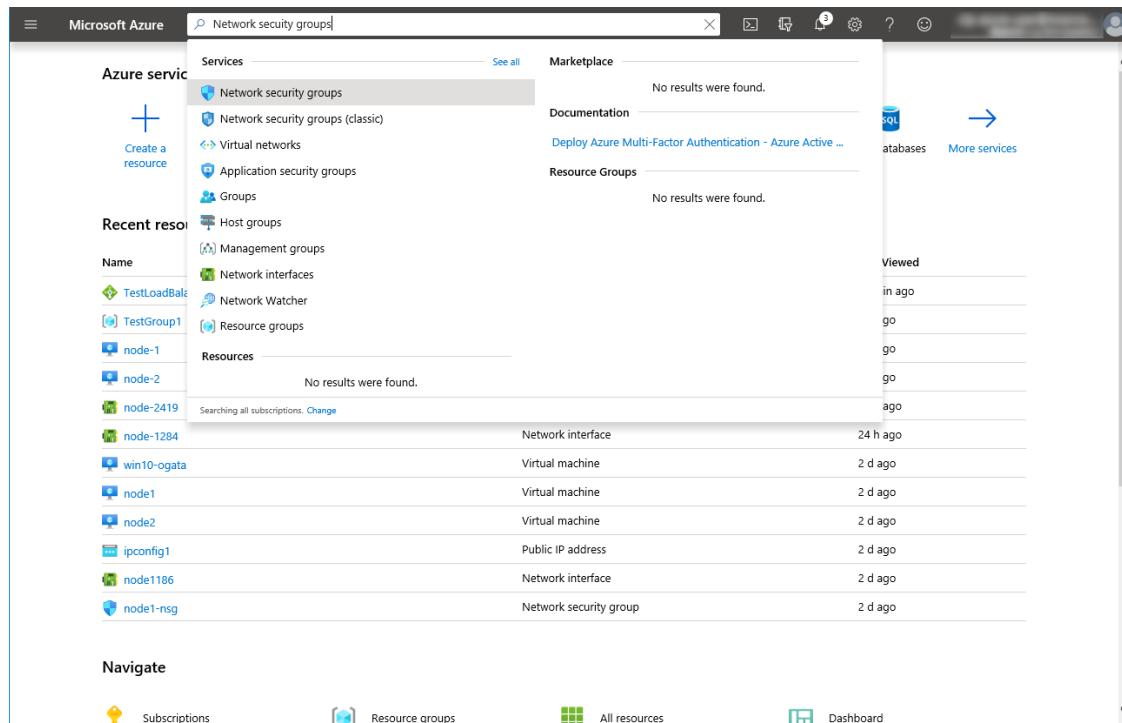 Microsoft Azure
Network secuity groups
3
Azure servic
Services
See all
Network security groups
Network security groups (classic)
Virtual networks
Application security groups
Groups
Host groups
Management groups
Network interfaces
Network Watcher
Resource groups
Resources
No results were found.
Searching all subscriptions. Change
Marketplace
No results were found.
Documentation
Deploy Azure Multi-Factor Authentication - Azure Active ...
Resource Groups
No results were found.
Create a
resource
SQL
atabases
More services
Recent resou
Name
Viewed
TestLoadBala
in ago
TestGroup1
go
node-1
go
node-2
go
node-2419
ago
node-1284 Network interface 24 h ago
win10-ogata Virtual machine 2 d ago
node1 Virtual machine 2 d ago
node2 Virtual machine 2 d ago
ipconfig1 Public IP address 2 d ago
node1186 Network interface 2 d ago
node1-nsg Network security group 2 d ago
Navigate
Subscriptions Resource groups All resources Dashboard